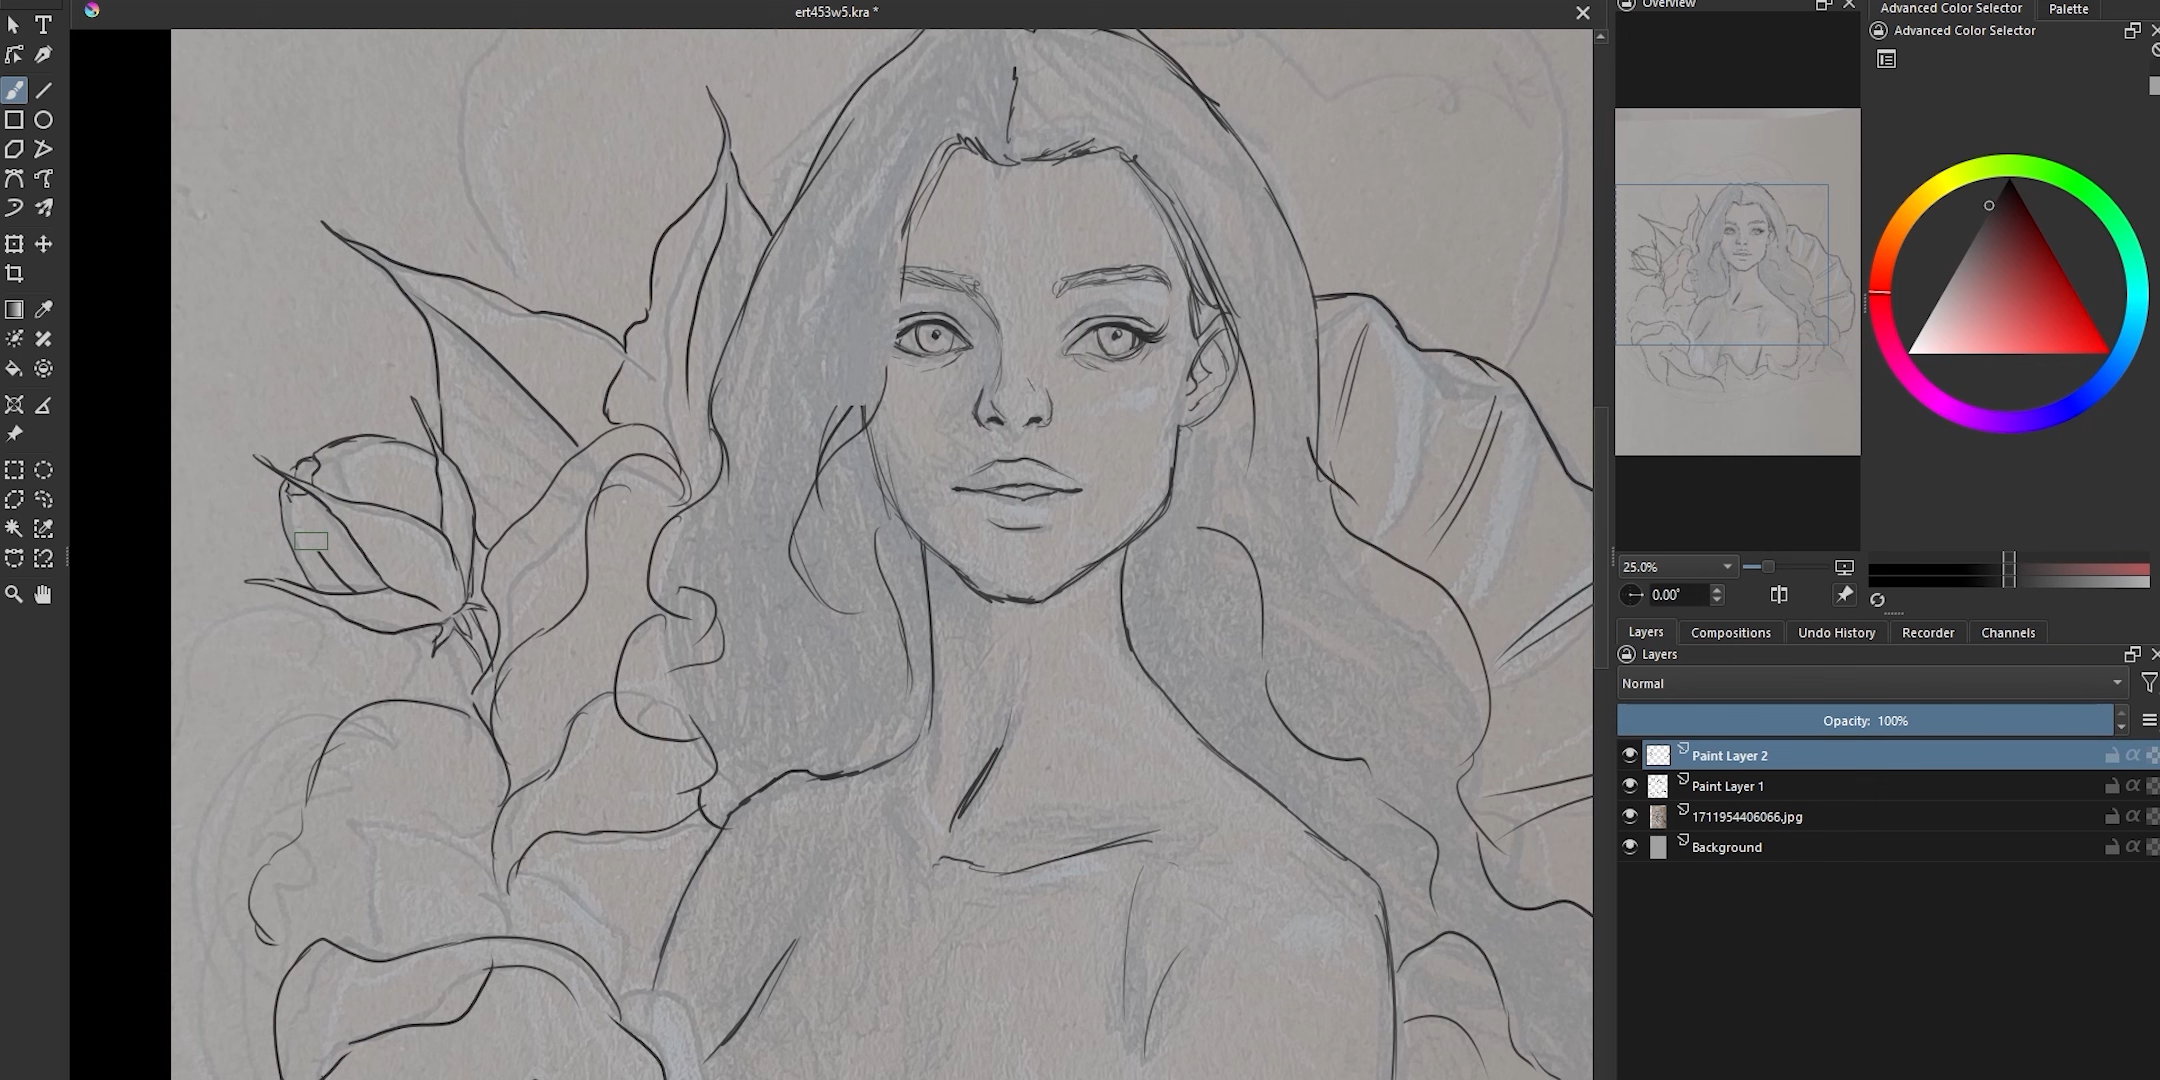 ert453w5.kra *
Overview
Advanced Color Selector
Palette
Advanced Color Selector
25.0%
0.00°
Layers
Compositions
Undo History
Recorder
Channels
Layers
Normal
Opacity: 100%
Paint Layer 2
Paint Layer 1
1711954406066.jpg
Background